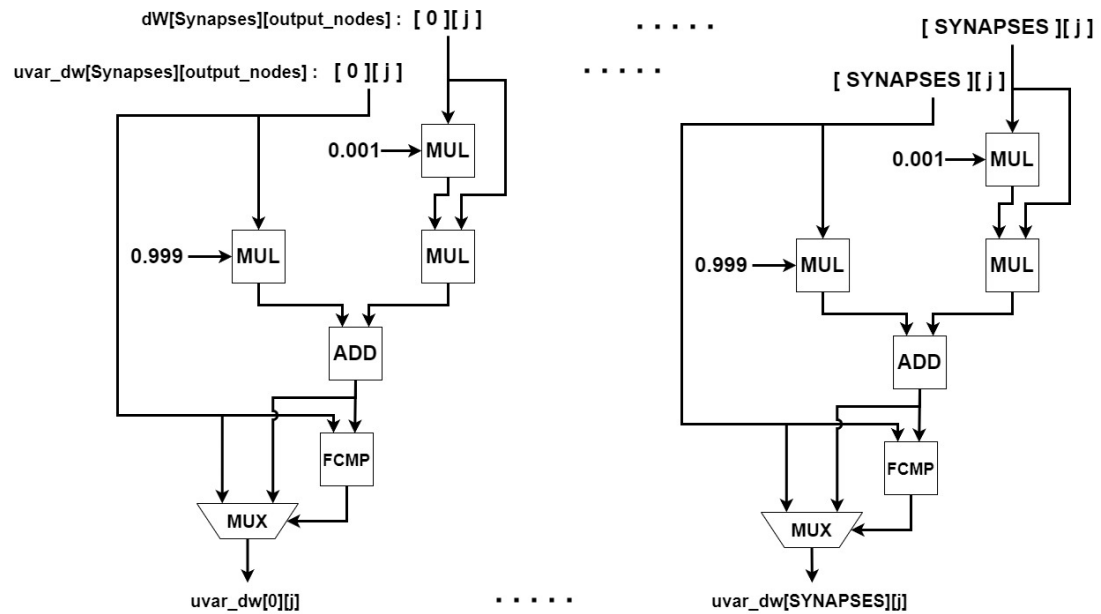 dW[Synapses][output_nodes] : [ 0 ][ j ]
. . . . .
[ SYNAPSES ][ j ]
uvar_dw[Synapses][output_nodes] : [ 0 ][ j ]
. . . . .
[ SYNAPSES ][ j ]
0.001
MUL
0.001
MUL
0.999
MUL
MUL
0.999
MUL
MUL
ADD
ADD
FCMP
FCMP
MUX
MUX
uvar_dw[0][j]
. . . . .
uvar_dw[SYNAPSES][j]